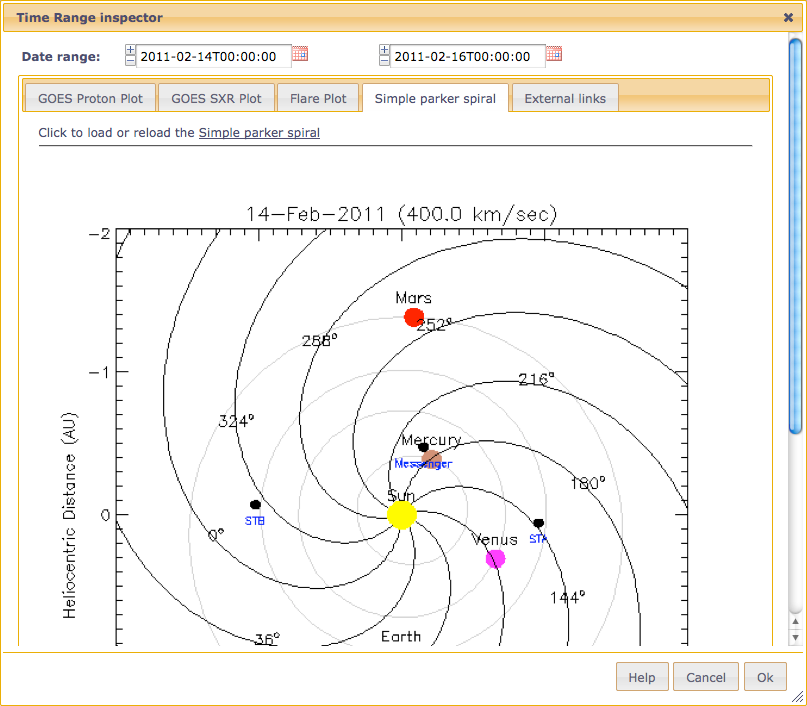 Time Range inspector
Date range: 2011-02-14T00:00:00 2011-02-16T00:00:00
GOES Proton Plot GOES SXR Plot Flare Plot Simple parker spiral External links
Click to load or reload the Simple parker spiral
14-Feb-2011 (400.0 km/sec)
-2
Mars
252°
288°
-1
216°
324°
Mercury
Messenger
180°
Sun
0
STB
0°
Venus
STA
144°
Earth
36°
Heliocentric Distance (AU)
Help Cancel Ok